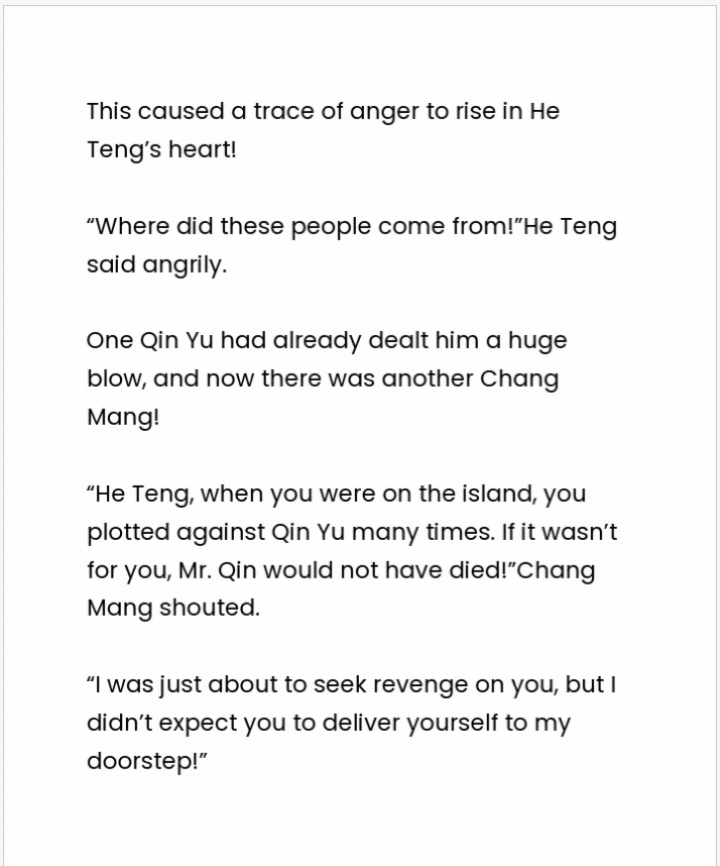 This caused a trace of anger to rise in He
Teng’s heart!
“Where did these people come from!”He Teng
said angrily.
One Qin Yu had already dealt him a huge
blow, and now there was another Chang
Mang!
“He Teng, when you were on the island, you
plotted against Qin Yu many times. If it wasn’t
for you, Mr. Qin would not have died!”Chang
Mang shouted.
“I was just about to seek revenge on you, but I
didn’t expect you to deliver yourself to my
doorstep!”